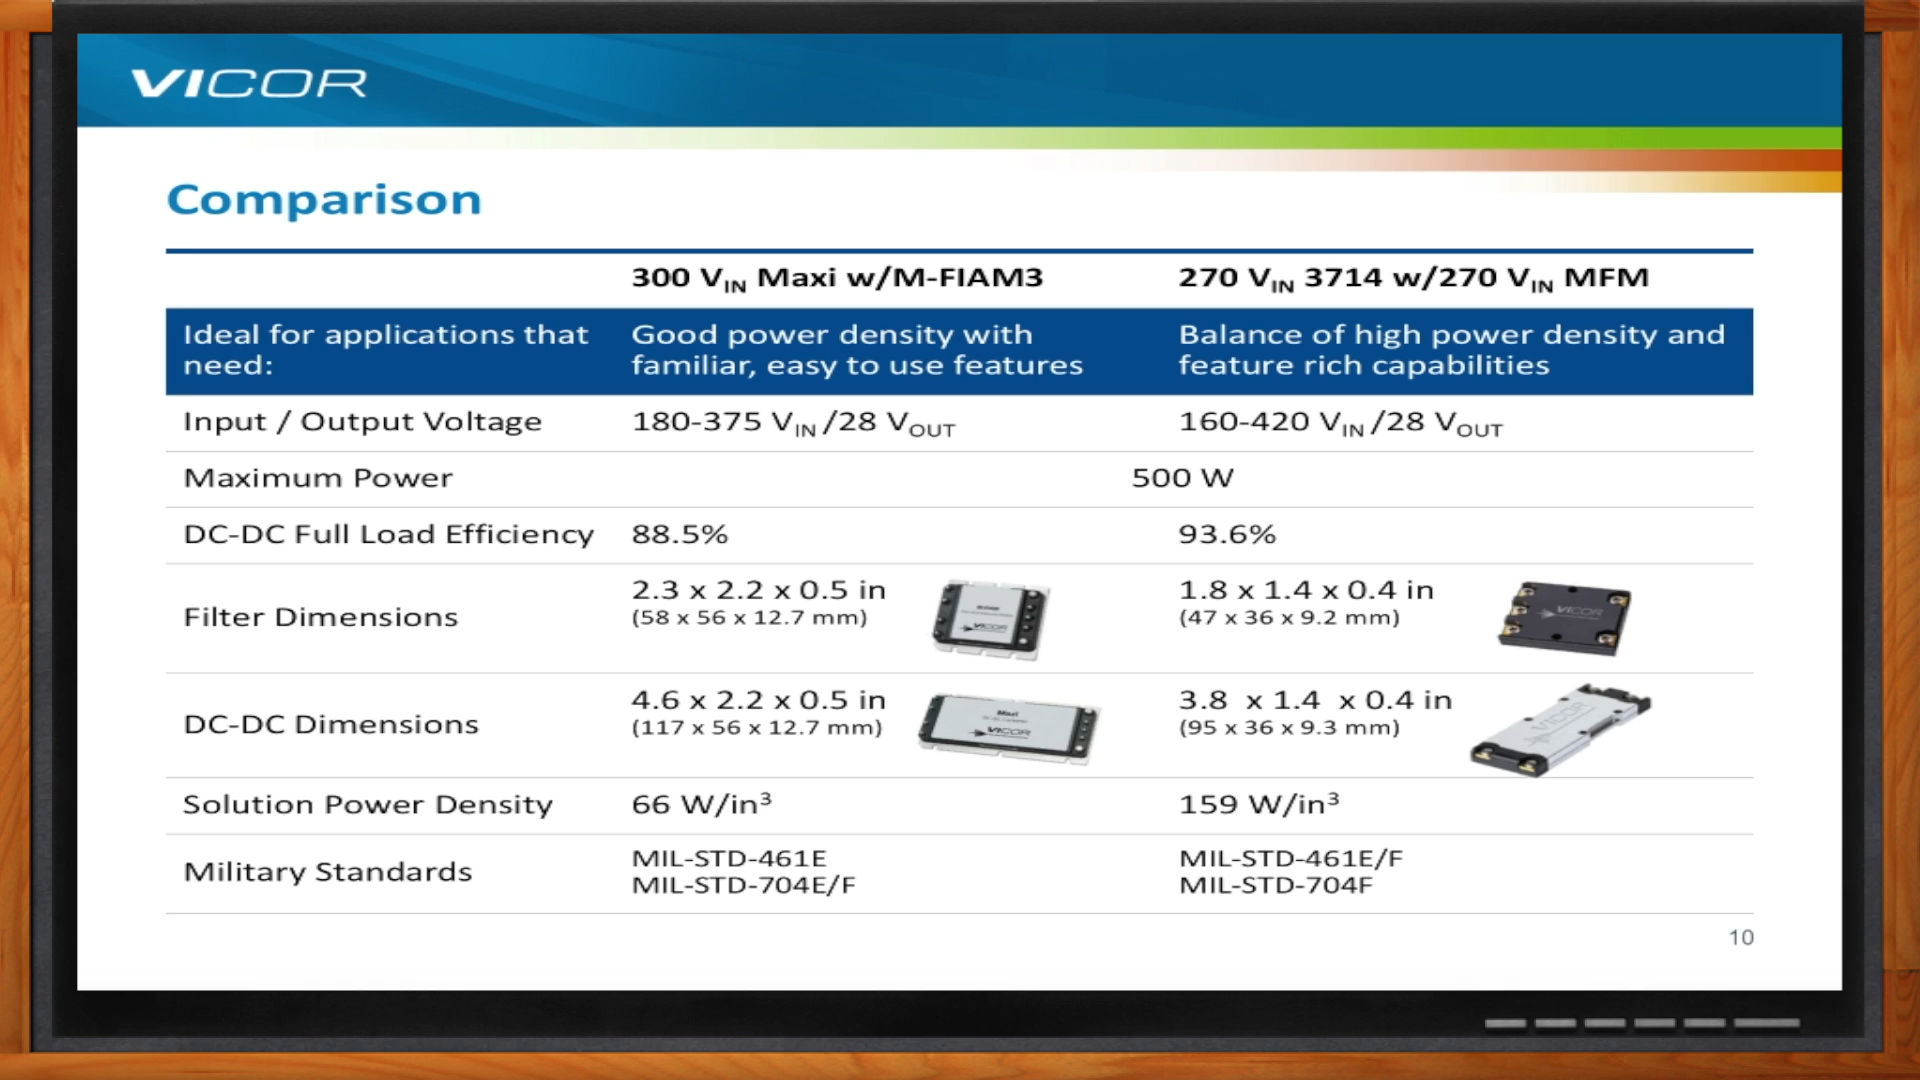 VICOR
Comparison
300 VIN Maxi w/M-FIAM3
270 VIN 3714 w/270 VIN MFM
Ideal for applications that
need:
Good power density with
familiar, easy to use features
Balance of high power density and
feature rich capabilities
Input / Output Voltage
180-375 VIN /28 VOUT
160-420 VIN /28 VOUT
Maximum Power
500 W
DC-DC Full Load Efficiency
88.5%
93.6%
Filter Dimensions
2.3 x 2.2 x 0.5 in
(58 x 56 x 12.7 mm)
VICOR
1.8 x 1.4 x 0.4 in
(47 x 36 x 9.2 mm)
VICOR
DC-DC Dimensions
4.6 x 2.2 x 0.5 in
(117 x 56 x 12.7 mm)
Maxi
VICOR
3.8 x 1.4 x 0.4 in
(95 x 36 x 9.3 mm)
VICOR
Solution Power Density
66 W/in³
159 W/in³
Military Standards
MIL-STD-461E
MIL-STD-704E/F
MIL-STD-461E/F
MIL-STD-704F
10